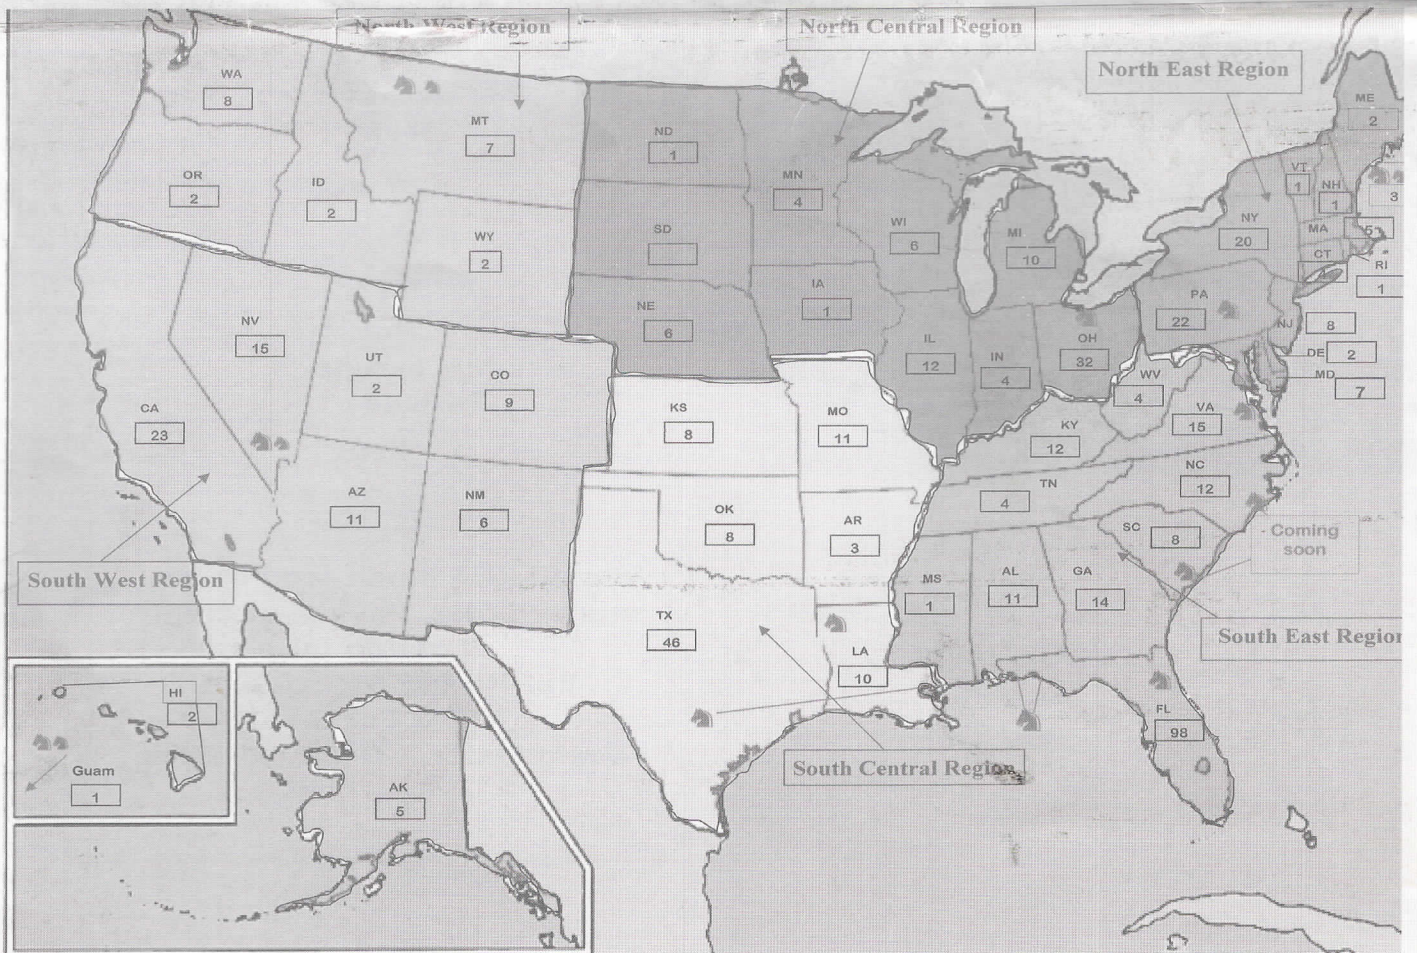 North West Region
North Central Region
North East Region
WA
8
MT
7
ND
1
MN
4
ME
2
OR
2
ID
2
WY
2
SD
WI
6
MI
10
VT
1
NH
1
3
NY
20
MA
5
CT
RI
1
NV
15
UT
2
CO
9
NE
6
IA
1
IL
12
IN
4
OH
32
PA
22
NJ
8
DE
2
MD
7
CA
23
KS
8
MO
11
WV
4
VA
15
KY
12
AZ
11
NM
6
OK
8
AR
3
TN
4
NC
12
SC
8
Coming
soon
South West Region
TX
46
LA
10
MS
1
AL
11
GA
14
South East Region
FL
98
South Central Region
HI
2
Guam
1
AK
5